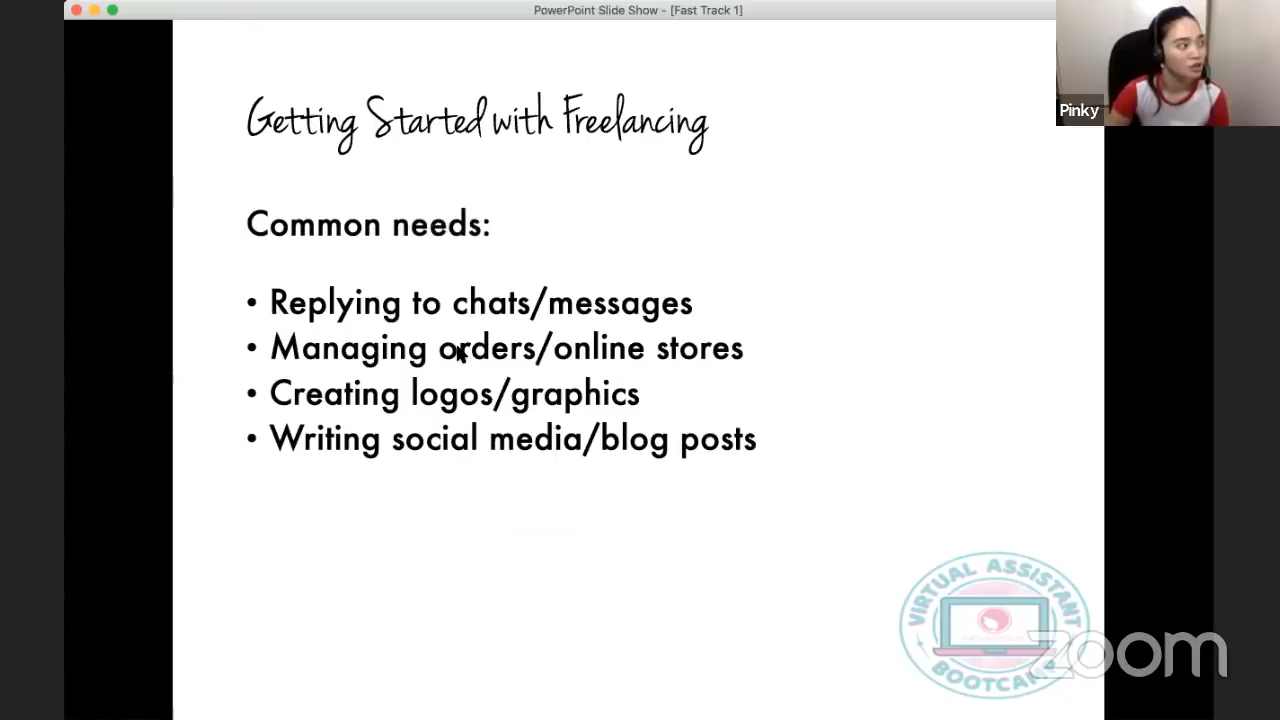 PowerPoint Slide Show - [Fast Track 1]
Pinky
Getting Started with Freelancing
Common needs:
• Replying to chats/messages
• Managing orders/online stores
• Creating logos/graphics
• Writing social media/blog posts
VIRTUAL ASSISTANT
BOOTCAMP
zoom